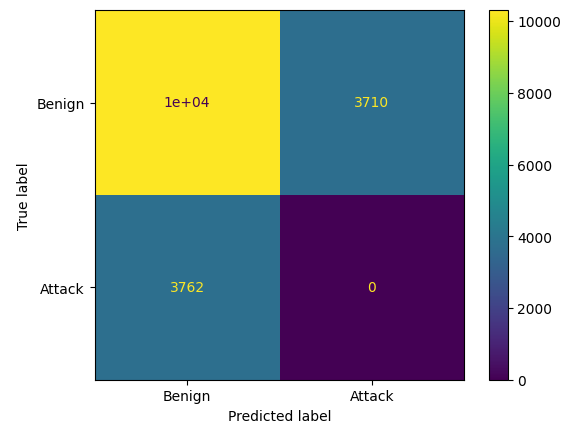 10000
Benign
1e+04
3710
8000
True label
6000
4000
Attack
3762
0
2000
0
Benign
Attack
Predicted label